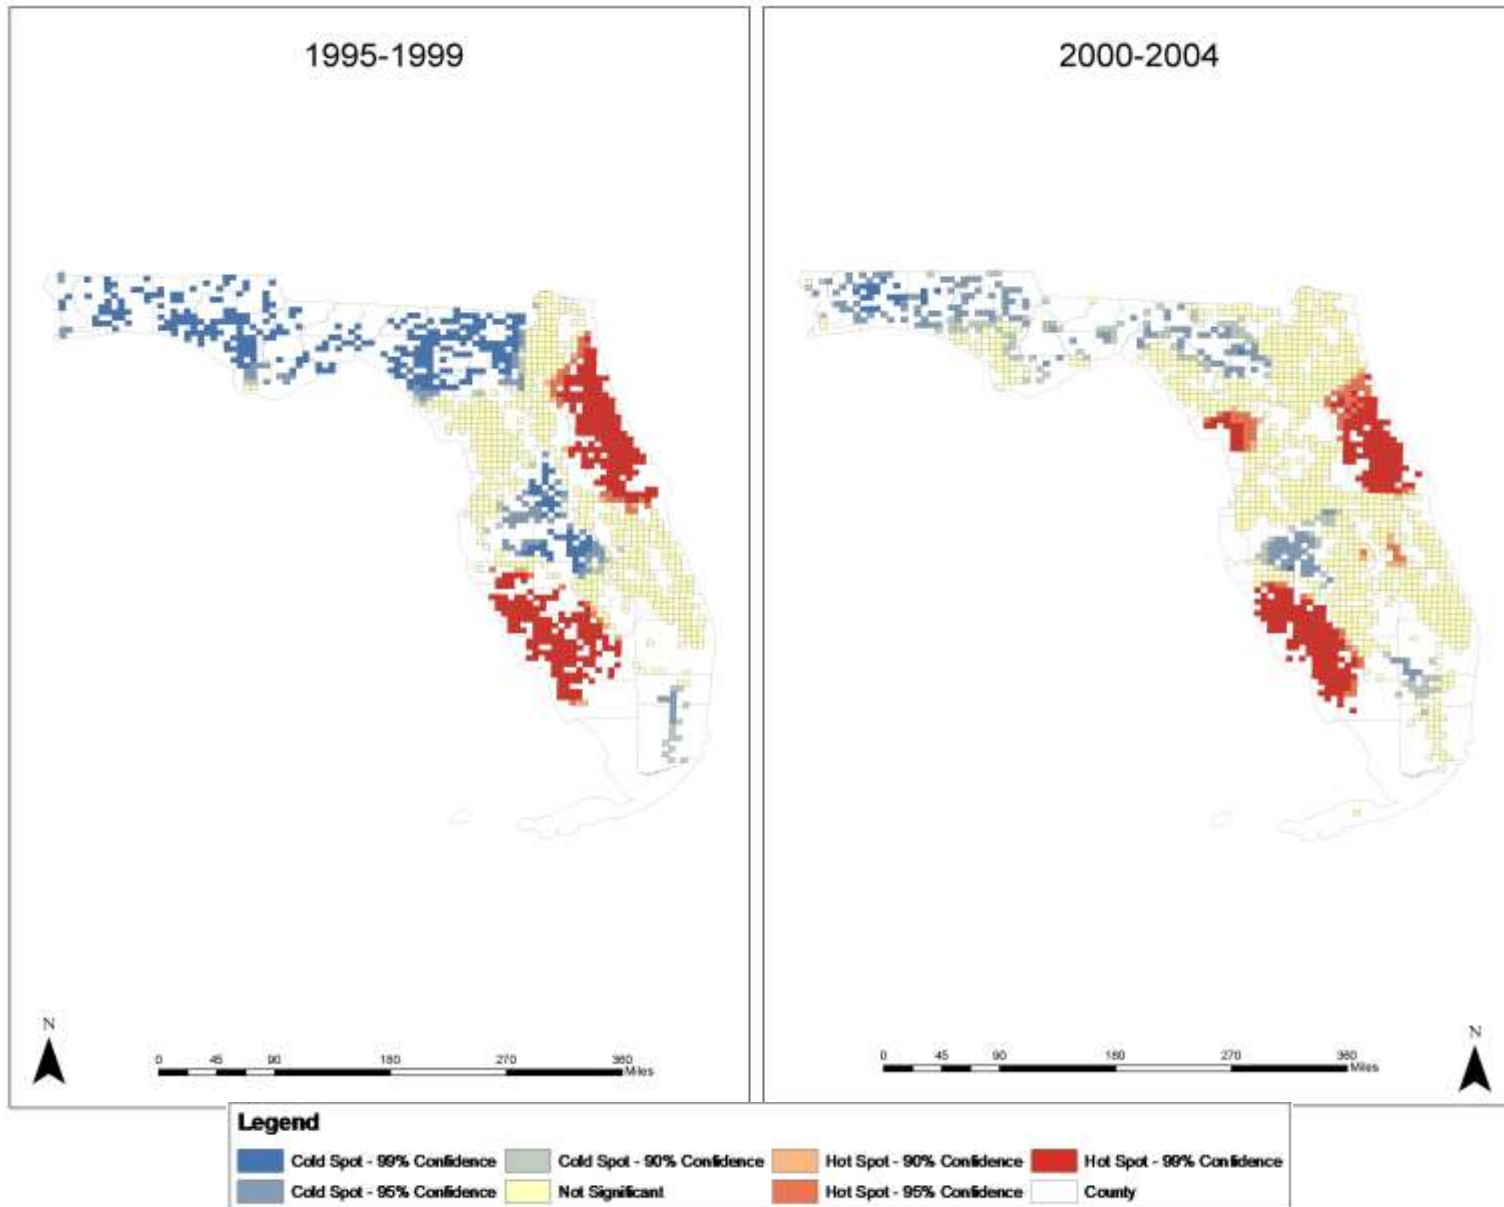 1995-1999
2000-2004
N
0 45 90 180 270 360
Miles
0 45 90 180 270 360
Miles
N
Legend
Cold Spot - 99% Confidence
Cold Spot - 90% Confidence
Hot Spot - 90% Confidence
Hot Spot - 99% Confidence
Cold Spot - 95% Confidence
Not Significant
Hot Spot - 95% Confidence
County